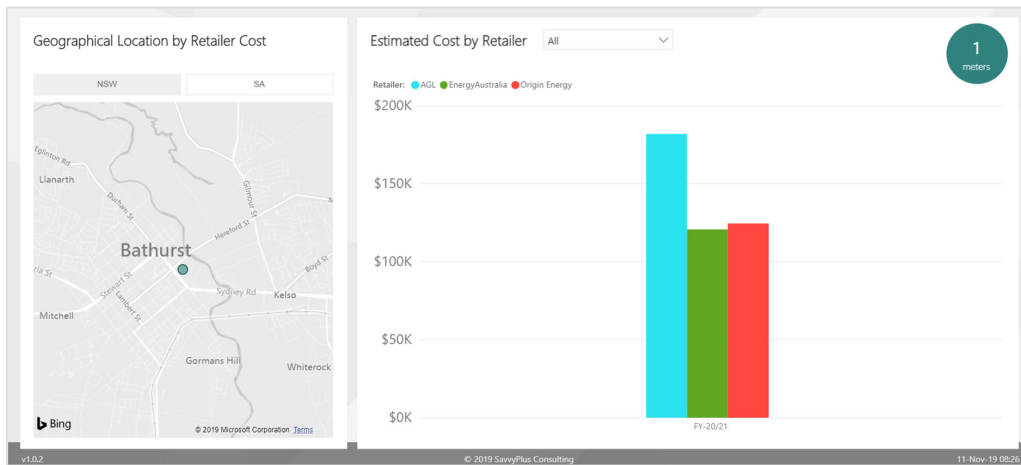 Geographical Location by Retailer Cost
NSW
SA
Eglinton Rd
Llanarth
Durham St
Gilmour St
Hereford St
Bathurst
Boyd St
ria St
Stewart St
Lambert St
Sydney Rd
Kelso
Mitchell
Gormans Hill
Whiterock
Bing
© 2019 Microsoft Corporation Terms
Estimated Cost by Retailer All
1
meters
Retailer: AGL EnergyAustralia Origin Energy
$200K
$150K
$100K
$50K
$0K
FY-20/21
v1.0.2 © 2019 SavvyPlus Consulting 11-Nov-19 08:26